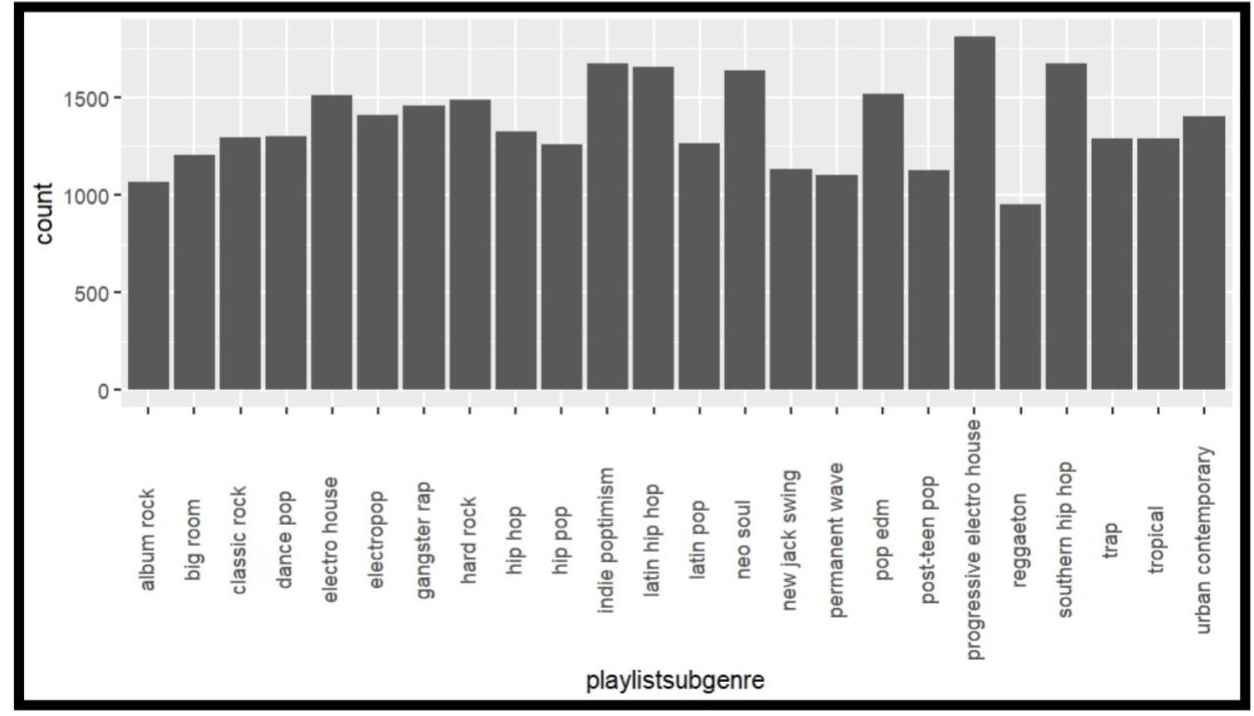 1500
1000
500
0
count
album rock
big room
classic rock
dance pop
electro house
electropop
gangster rap
hard rock
hip hop
hip pop
indie poptimism
latin hip hop
latin pop
neo soul
new jack swing
permanent wave
pop edm
post-teen pop
progressive electro house
reggaeton
southern hip hop
trap
tropical
urban contemporary
playlistsubgenre